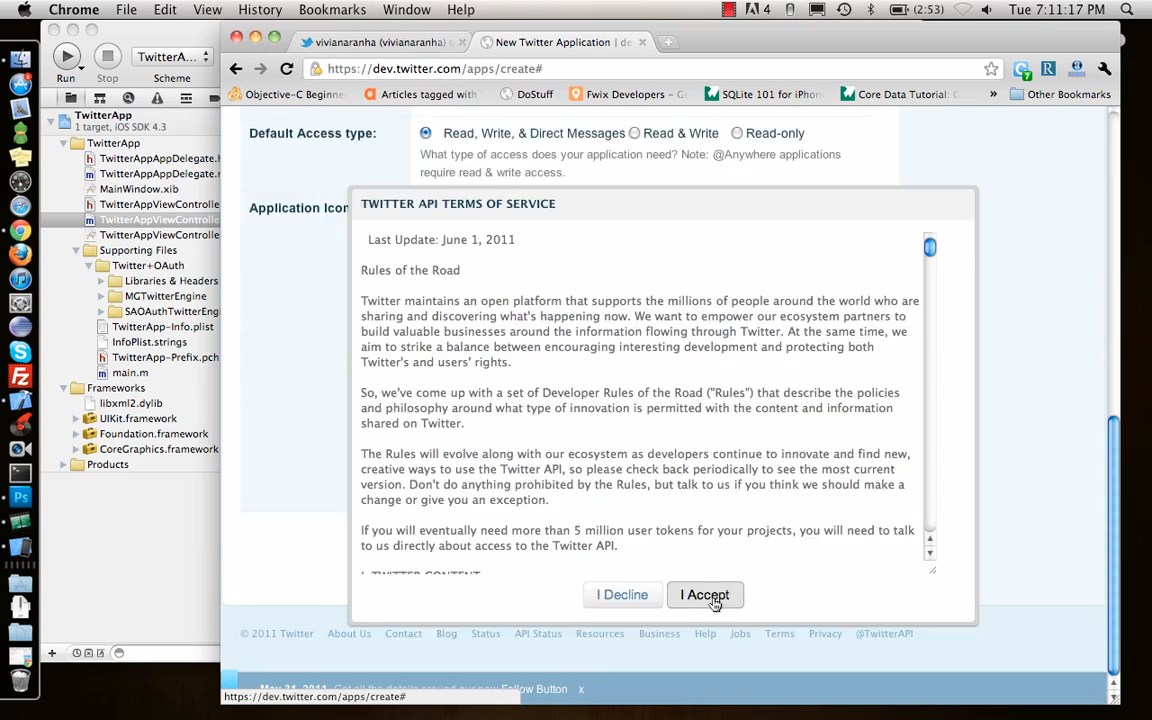 Chrome File Edit View History Bookmarks Window Help 4 (2:53) Tue 7:11:17 PM
Run Stop TwitterA... Scheme
vivianaranha (vivianaranha) o
New Twitter Application | de
https://dev.twitter.com/apps/create#
Objective-C Beginne Articles tagged with DoStuff Fwix Developers – Ge SQLite 101 for iPho Core Data Tutorial: C » Other Bookmarks
TwitterApp
1 target, iOS SDK 4.3
TwitterApp
TwitterAppAppDelegate.h
TwitterAppAppDelegate.
MainWindow.xib
TwitterAppViewControlle
TwitterAppViewControlle
TwitterAppViewControlle
Supporting Files
Twitter+OAuth
Libraries & Headers
MGTwitterEngine
SAOAuthTwitterEng
TwitterApp-Info.plist
InfoPlist.strings
TwitterApp-Prefix.pch
main.m
Frameworks
libxml2.dylib
UIKit.framework
Foundation.framework
CoreGraphics.framework
Products
Default Access type: Read, Write, & Direct Messages Read & Write Read-only
What type of access does your application need? Note: @Anywhere applications
require read & write access.
Application Icon
TWITTER API TERMS OF SERVICE
Last Update: June 1, 2011
Rules of the Road
Twitter maintains an open platform that supports the millions of people around the world who are
sharing and discovering what's happening now. We want to empower our ecosystem partners to
build valuable businesses around the information flowing through Twitter. At the same time, we
aim to strike a balance between encouraging interesting development and protecting both
Twitter's and users' rights.
So, we've come up with a set of Developer Rules of the Road ("Rules") that describe the policies
and philosophy around what type of innovation is permitted with the content and information
shared on Twitter.
The Rules will evolve along with our ecosystem as developers continue to innovate and find new,
creative ways to use the Twitter API, so please check back periodically to see the most current
version. Don't do anything prohibited by the Rules, but talk to us if you think we should make a
change or give you an exception.
If you will eventually need more than 5 million user tokens for your projects, you will need to talk
to us directly about access to the Twitter API.
I. TWITTER CONTENT
I Decline I Accept
© 2011 Twitter About Us Contact Blog Status API Status Resources Business Help Jobs Terms Privacy @TwitterAPI
May 31, 2011 Get all the details around our new Follow Button x
https://dev.twitter.com/apps/create#